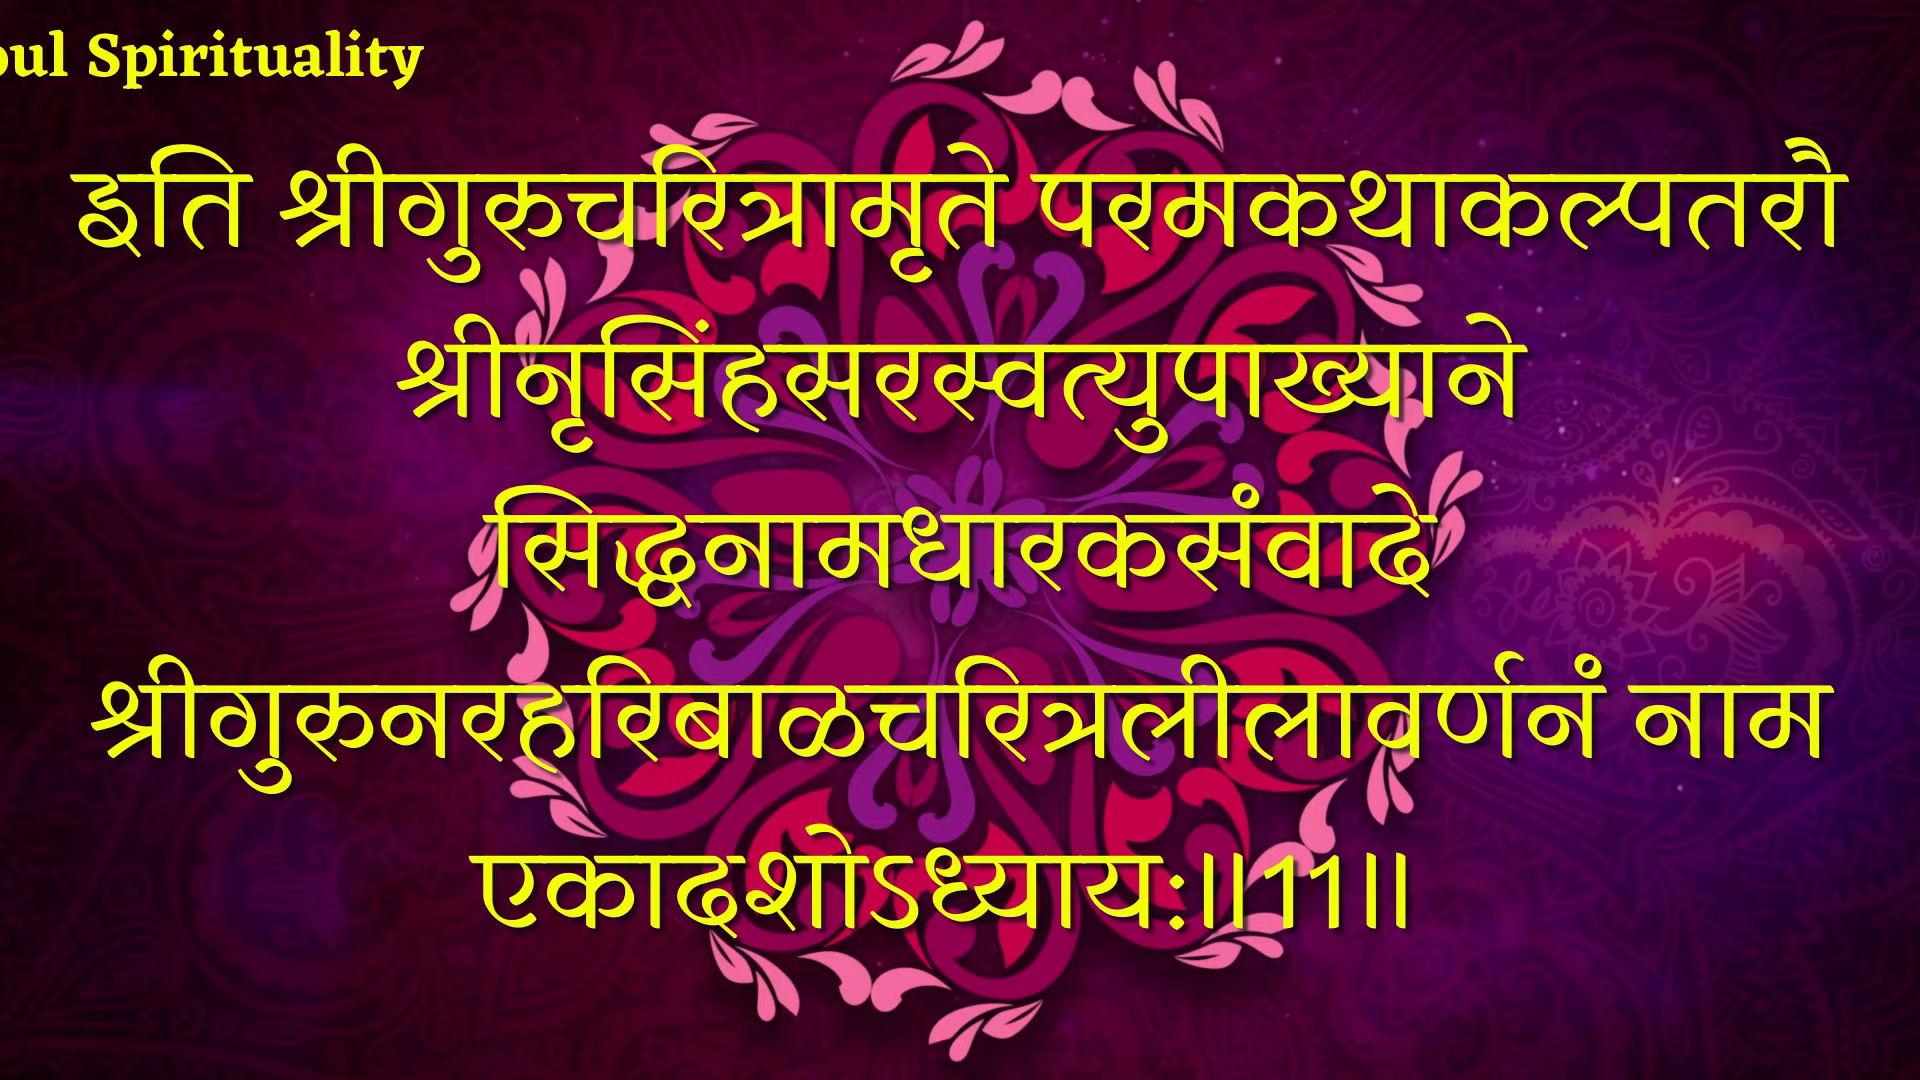 Spirituality
इति श्रीगुरुचरित्रामृते परमकथाकल्पतरौ
श्रीनृसिंहसरस्वत्युपाख्याने
सिद्धनामधारकसंवादे
श्रीगुरुनरहरिबाळचरित्रलीलावर्णनं नाम
एकादशोऽध्याय:॥11॥